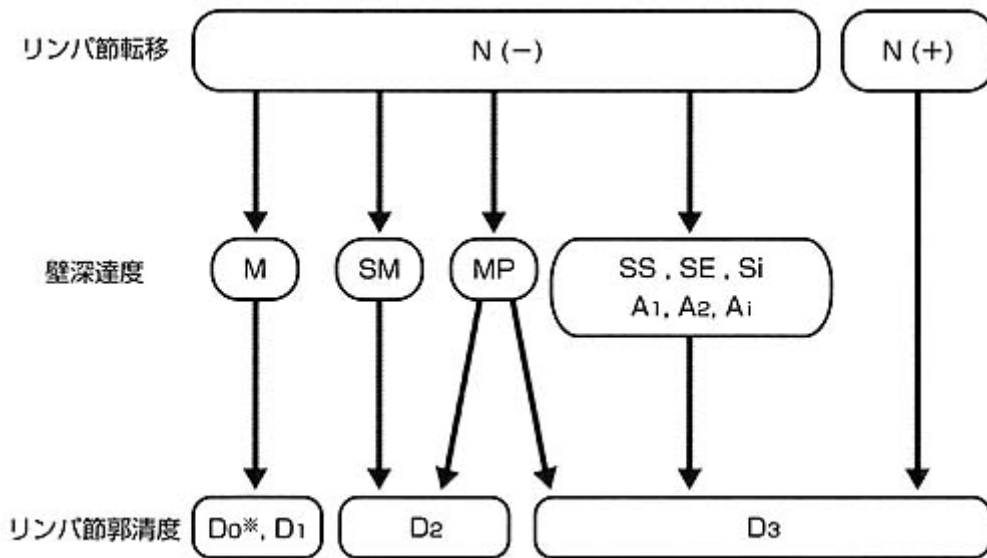 リンパ節転移 N (−) N (+)
壁深達度 M SM MP SS , SE , Si
A1, A2, Ai
リンパ節郭清度 D0※, D1 D2 D3